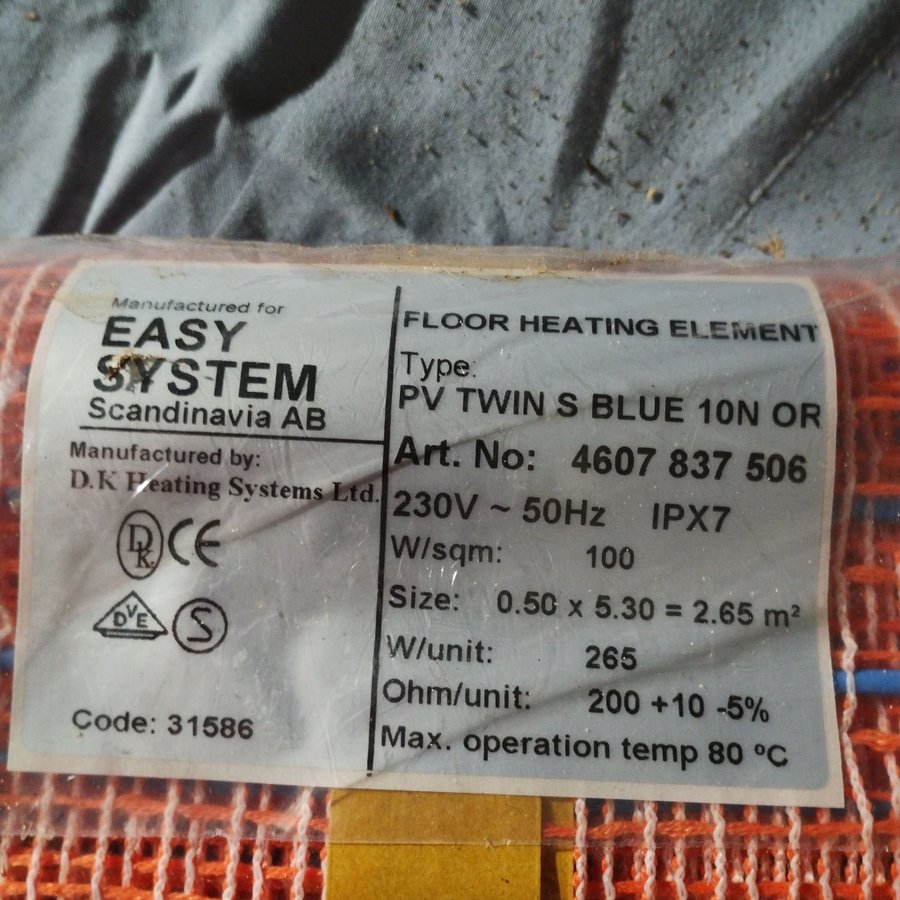 Manufactured for
EASY
SYSTEM
Scandinavia AB
Manufactured by:
D.K Heating Systems Ltd.
DK CE
DVE S
Code: 31586
FLOOR HEATING ELEMENT
Type:
PV TWIN S BLUE 10N OR
Art. No: 4607 837 506
230V ~ 50Hz IPX7
W/sqm: 100
Size: 0.50 x 5.30 = 2.65 m²
W/unit: 265
Ohm/unit: 200 +10 -5%
Max. operation temp 80 ºC